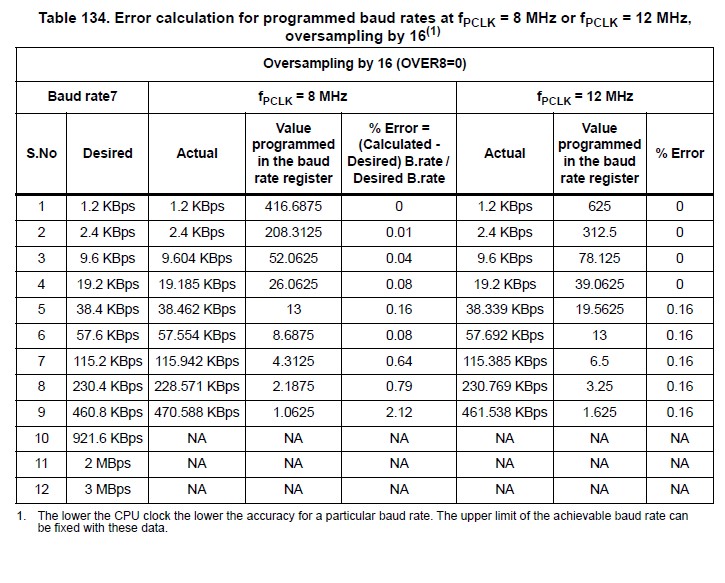 Table 134. Error calculation for programmed baud rates at fPCLK = 8 MHz or fPCLK = 12 MHz,
oversampling by 16(1)
Oversampling by 16 (OVER8=0)
Baud rate7 fPCLK = 8 MHz fPCLK = 12 MHz
S.No Desired Actual Value programmed in the baud rate register % Error = (Calculated - Desired) B.rate / Desired B.rate Actual Value programmed in the baud rate register % Error
1 1.2 KBps 1.2 KBps 416.6875 0 1.2 KBps 625 0
2 2.4 KBps 2.4 KBps 208.3125 0.01 2.4 KBps 312.5 0
3 9.6 KBps 9.604 KBps 52.0625 0.04 9.6 KBps 78.125 0
4 19.2 KBps 19.185 KBps 26.0625 0.08 19.2 KBps 39.0625 0
5 38.4 KBps 38.462 KBps 13 0.16 38.339 KBps 19.5625 0.16
6 57.6 KBps 57.554 KBps 8.6875 0.08 57.692 KBps 13 0.16
7 115.2 KBps 115.942 KBps 4.3125 0.64 115.385 KBps 6.5 0.16
8 230.4 KBps 228.571 KBps 2.1875 0.79 230.769 KBps 3.25 0.16
9 460.8 KBps 470.588 KBps 1.0625 2.12 461.538 KBps 1.625 0.16
10 921.6 KBps NA NA NA NA NA NA
11 2 MBps NA NA NA NA NA NA
12 3 MBps NA NA NA NA NA NA
1. The lower the CPU clock the lower the accuracy for a particular baud rate. The upper limit of the achievable baud rate can
be fixed with these data.